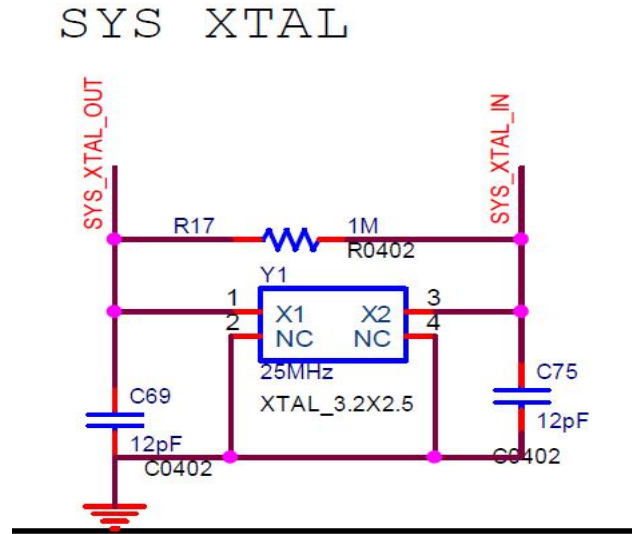 SYS XTAL
SYS_XTAL_OUT
SYS_XTAL_IN
R17
1M
R0402
Y1
1 X1 X2 3
2 NC NC 4
25MHz
XTAL_3.2X2.5
C69
12pF
C0402
C75
12pF
C0402